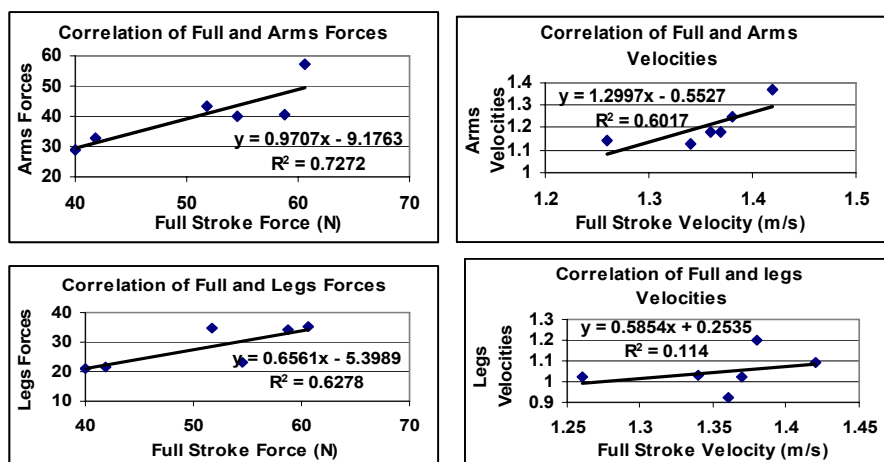 Correlation of Full and Arms Forces
60
50
40
30
20
Arms Forces
y = 0.9707x - 9.1763
R² = 0.7272
40 50 60 70
Full Stroke Force (N)
Correlation of Full and Arms
Velocities
1.4
1.3
1.2
1.1
1
Arms
Velocities
y = 1.2997x - 0.5527
R² = 0.6017
1.2 1.3 1.4 1.5
Full Stroke Velocity (m/s)
Correlation of Full and Legs Forces
40
30
20
10
Legs Forces
y = 0.6561x - 5.3989
R² = 0.6278
40 50 60 70
Full Stroke Force (N)
Correlation of Full and legs
Velocities
1.3
1.2
1.1
1
0.9
Legs
Velocities
y = 0.5854x + 0.2535
R² = 0.114
1.25 1.3 1.35 1.4 1.45
Full Stroke Velocity (m/s)